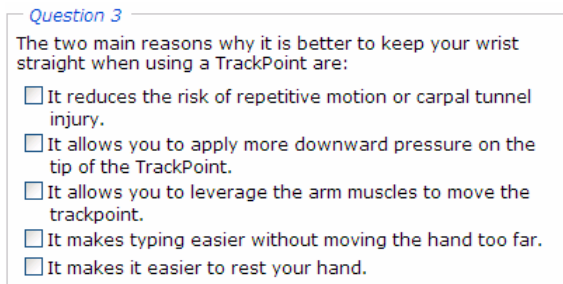 Question 3
The two main reasons why it is better to keep your wrist
straight when using a TrackPoint are:
It reduces the risk of repetitive motion or carpal tunnel
injury.
It allows you to apply more downward pressure on the
tip of the TrackPoint.
It allows you to leverage the arm muscles to move the
trackpoint.
It makes typing easier without moving the hand too far.
It makes it easier to rest your hand.